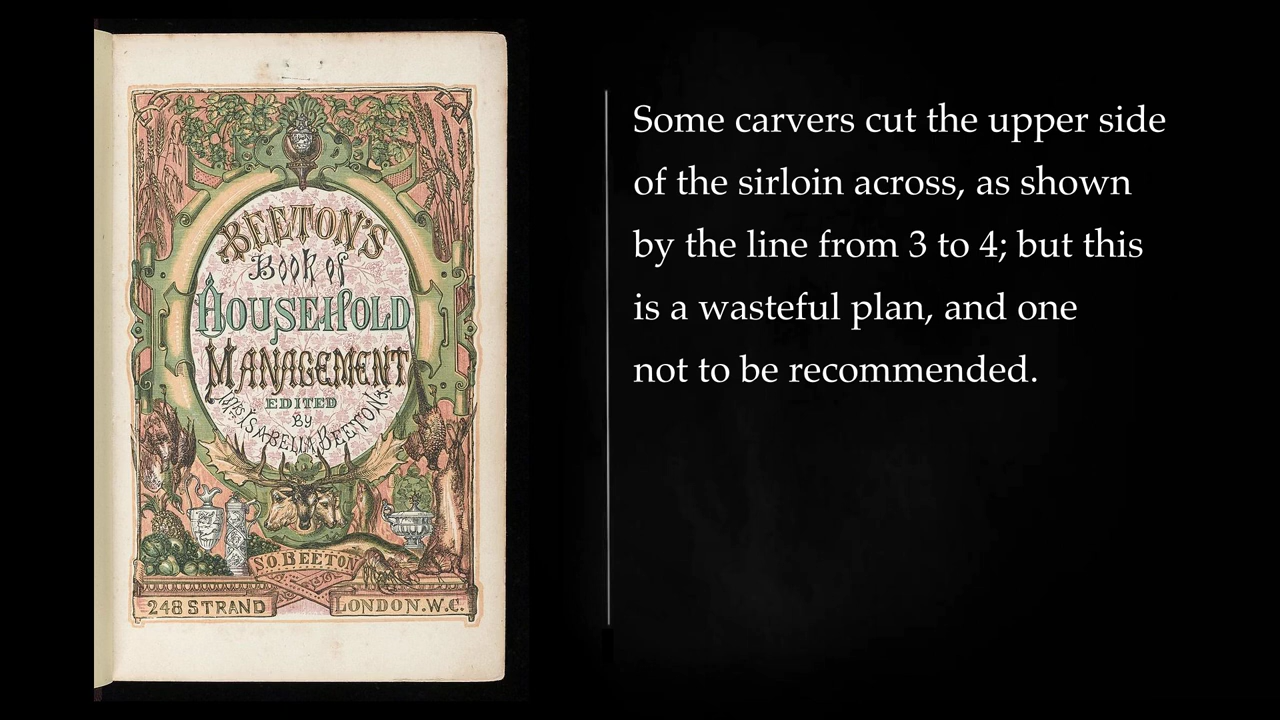 BEETON'S
Book of
HOUSEHOLD
MANAGEMENT
EDITED
BY
MRS ISABELLA BEETON
S.O. BEETON
248 STRAND
LONDON. W.C.
Some carvers cut the upper side
of the sirloin across, as shown
by the line from 3 to 4; but this
is a wasteful plan, and one
not to be recommended.